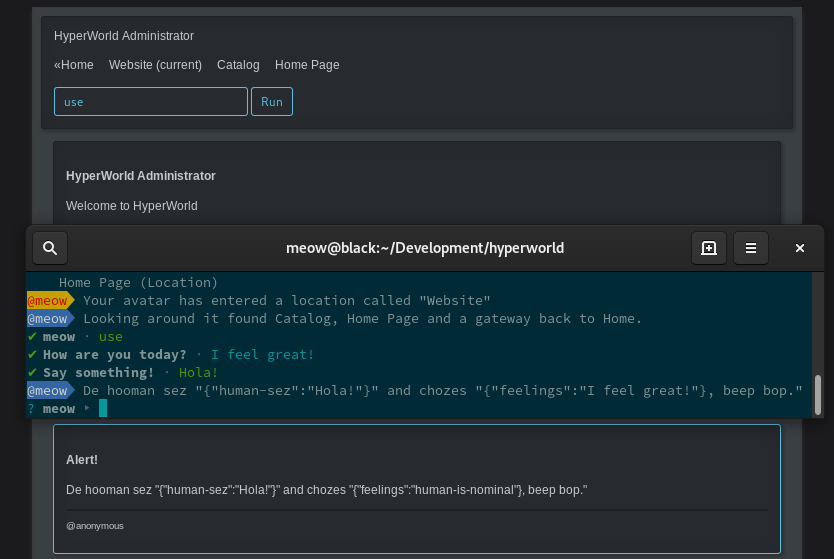 HyperWorld Administrator
«Home Website (current) Catalog Home Page
use Run
HyperWorld Administrator
Welcome to HyperWorld
meow@black:~/Development/hyperworld
Home Page (Location)
@meow Your avatar has entered a location called "Website"
@meow Looking around it found Catalog, Home Page and a gateway back to Home.
✔ meow · use
✔ How are you today? · I feel great!
✔ Say something! · Hola!
@meow De hooman sez "{"human-sez":"Hola!"}" and chozes "{"feelings":"I feel great!"}, beep bop."
? meow ‣
Alert!
De hooman sez "{"human-sez":"Hola!"}" and chozes "{"feelings":"human-is-nominal"}, beep bop."
@anonymous